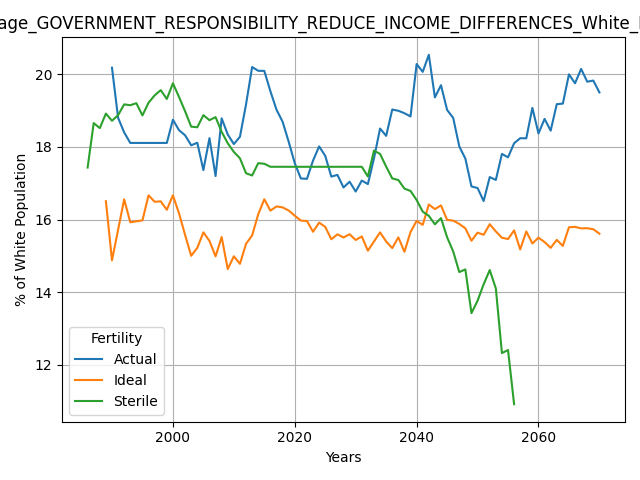 age_GOVERNMENT_RESPONSIBILITY_REDUCE_INCOME_DIFFERENCES_White_
% of White Population
20
18
16
14
12
Fertility
Actual
Ideal
Sterile
2000
2020
2040
2060
Years